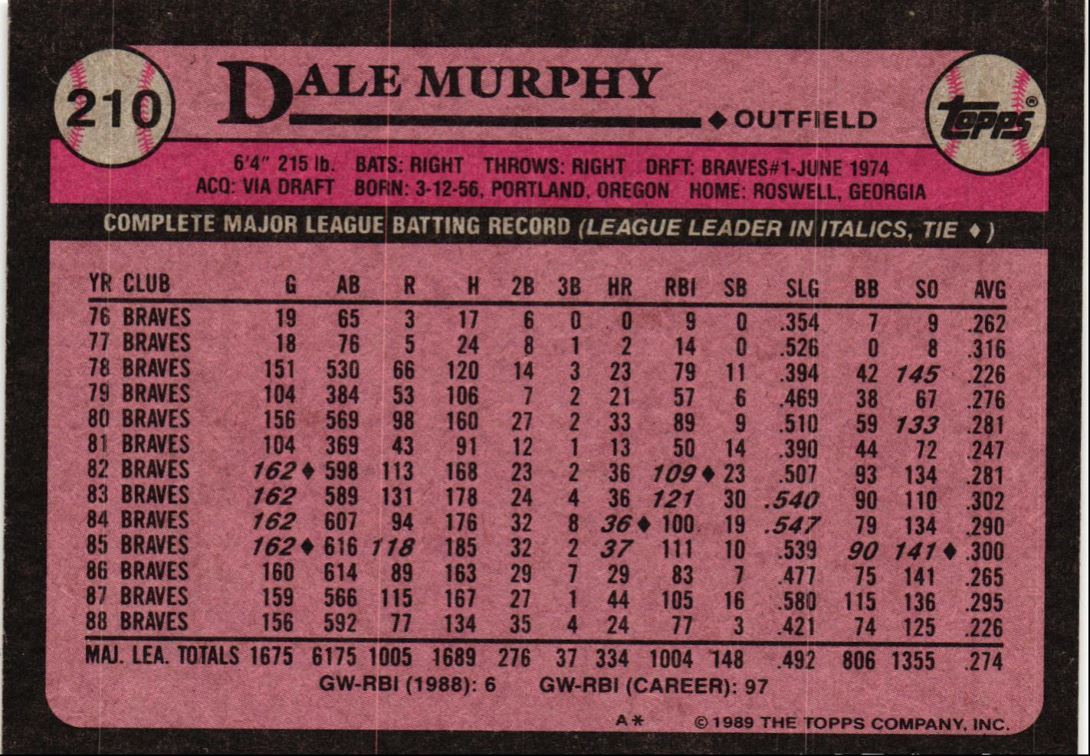 210 DALE MURPHY ◆ OUTFIELD TOPPS®
6'4" 215 lb. BATS: RIGHT THROWS: RIGHT DRFT: BRAVES#1-JUNE 1974
ACQ: VIA DRAFT BORN: 3-12-56, PORTLAND, OREGON HOME: ROSWELL, GEORGIA
COMPLETE MAJOR LEAGUE BATTING RECORD (LEAGUE LEADER IN ITALICS, TIE ♦)
YR CLUB G AB R H 2B 3B HR RBI SB SLG BB SO AVG
76 BRAVES 19 65 3 17 6 0 0 9 0 .354 7 9 .262
77 BRAVES 18 76 5 24 8 1 2 14 0 .526 0 8 .316
78 BRAVES 151 530 66 120 14 3 23 79 11 .394 42 145 .226
79 BRAVES 104 384 53 106 7 2 21 57 6 .469 38 67 .276
80 BRAVES 156 569 98 160 27 2 33 89 9 .510 59 133 .281
81 BRAVES 104 369 43 91 12 1 13 50 14 .390 44 72 .247
82 BRAVES 162♦ 598 113 168 23 2 36 109♦ 23 .507 93 134 .281
83 BRAVES 162 589 131 178 24 4 36 121 30 .540 90 110 .302
84 BRAVES 162 607 94 176 32 8 36♦ 100 19 .547 79 134 .290
85 BRAVES 162♦ 616 118 185 32 2 37 111 10 .539 90 141♦ .300
86 BRAVES 160 614 89 163 29 7 29 83 7 .477 75 141 .265
87 BRAVES 159 566 115 167 27 1 44 105 16 .580 115 136 .295
88 BRAVES 156 592 77 134 35 4 24 77 3 .421 74 125 .226
MAJ. LEA. TOTALS 1675 6175 1005 1689 276 37 334 1004 148 .492 806 1355 .274
GW-RBI (1988): 6 GW-RBI (CAREER): 97
A* © 1989 THE TOPPS COMPANY, INC.